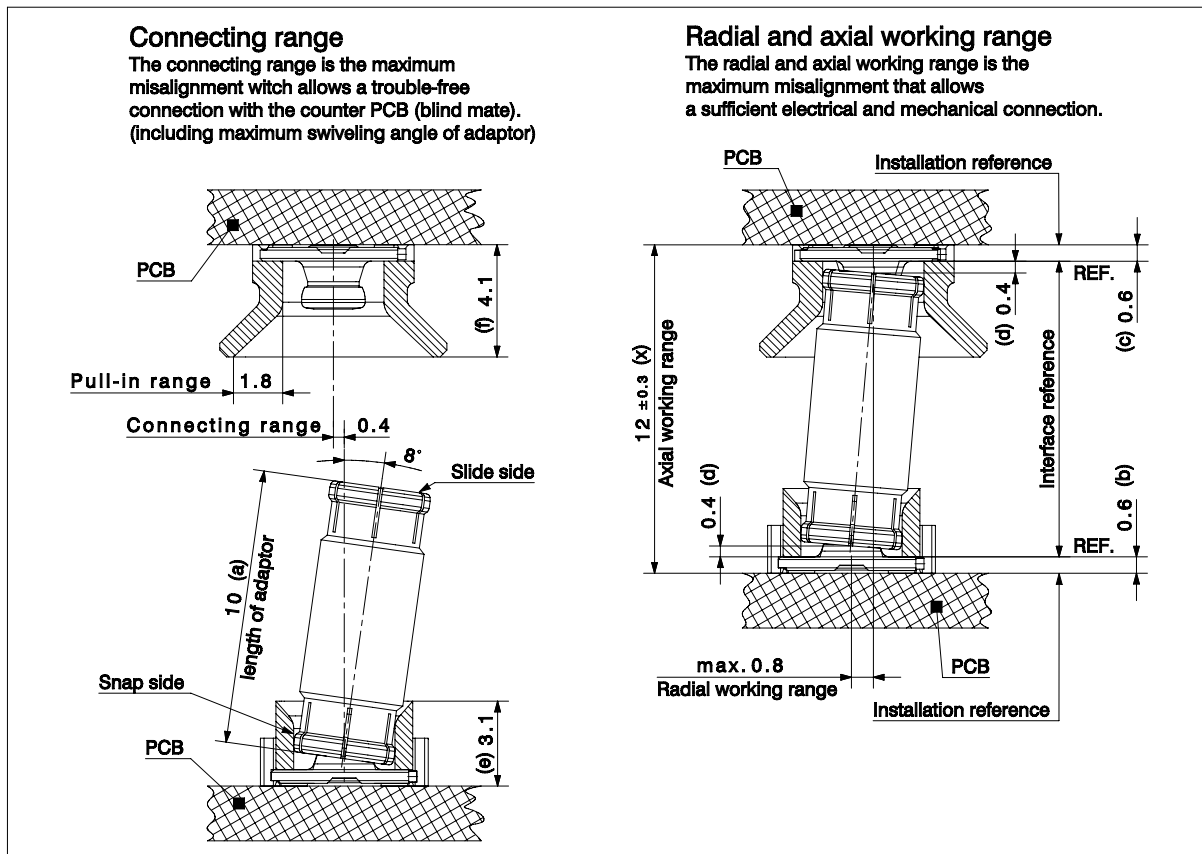 Connecting range
The connecting range is the maximum
misalignment witch allows a trouble-free
connection with the counter PCB (blind mate).
(including maximum swiveling angle of adaptor)
PCB
(f) 4.1
Pull-in range 1.8
Connecting range 0.4
8°
Slide side
10 (a)
length of adaptor
Snap side
PCB
(e) 3.1
Radial and axial working range
The radial and axial working range is the
maximum misalignment that allows
a sufficient electrical and mechanical connection.
PCB
Installation reference
REF.
(d) 0.4
(c) 0.6
12 ±0.3 (x)
Axial working range
Interface reference
0.4 (d)
0.6 (b)
REF.
max. 0.8
Radial working range
PCB
Installation reference